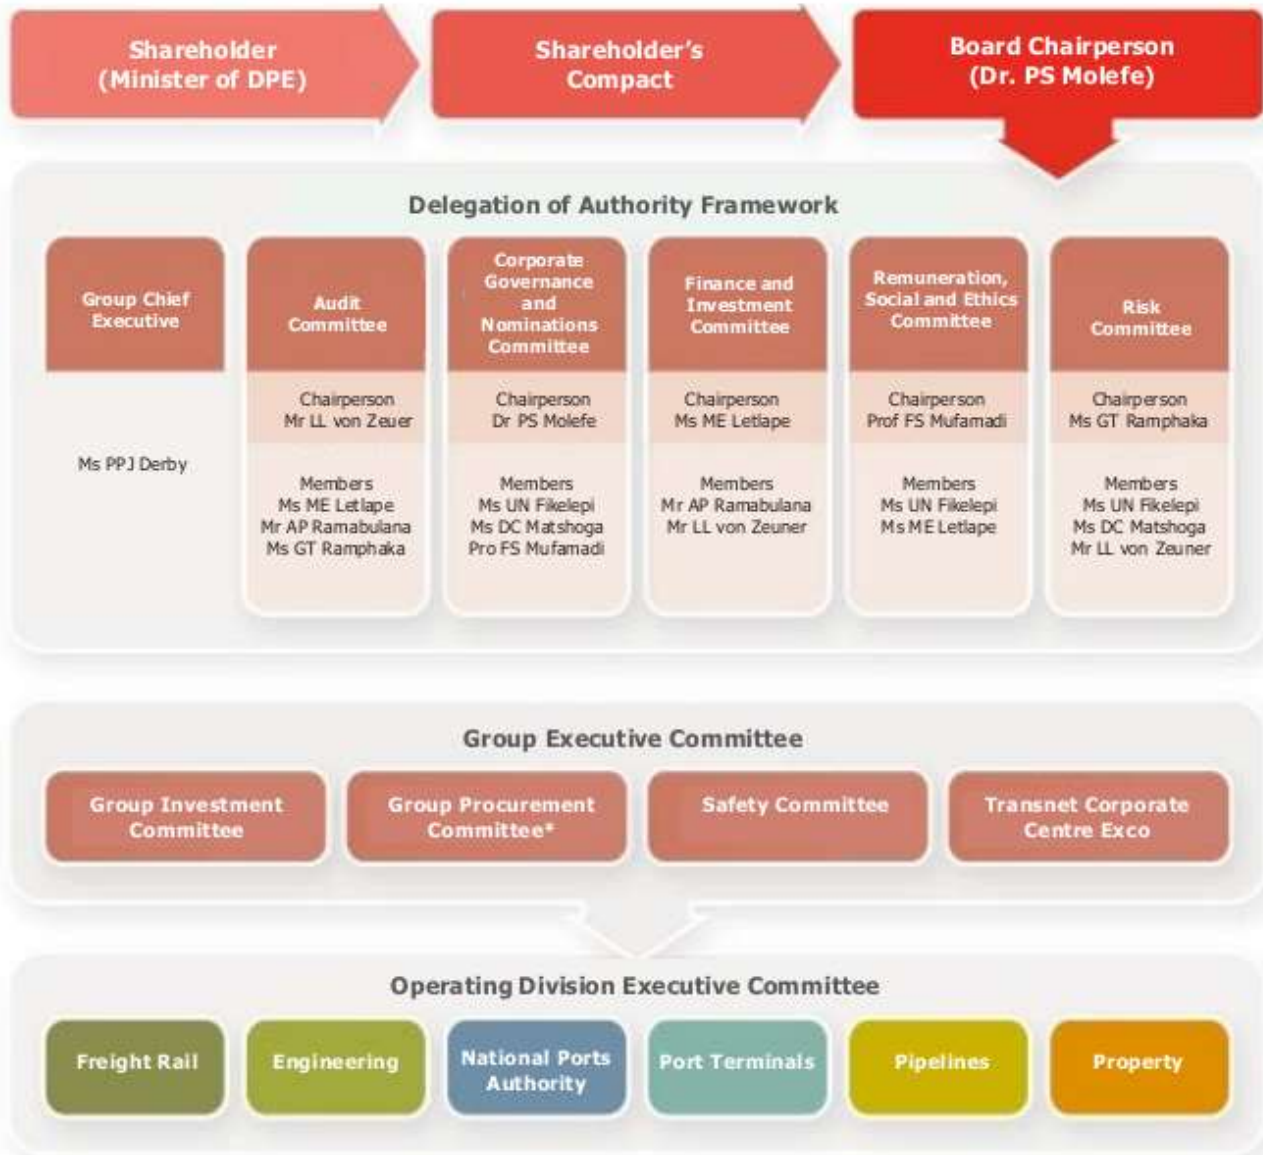 Shareholder
(Minister of DPE)
Shareholder's
Compact
Board Chairperson
(Dr. PS Molefe)
Delegation of Authority Framework
Group Chief
Executive
Ms PPJ Derby
Audit
Committee
Chairperson
Mr LL von Zeuer
Members
Ms ME Letlape
Mr AP Ramabulana
Ms GT Ramphaka
Corporate
Governance
and
Nominations
Committee
Chairperson
Dr PS Molefe
Members
Ms UN Fikelepi
Ms DC Matshoga
Pro FS Mufamadi
Finance and
Investment
Committee
Chairperson
Ms ME Letlape
Members
Mr AP Ramabulana
Mr LL von Zeuner
Remuneration,
Social and Ethics
Committee
Chairperson
Prof FS Mufamadi
Members
Ms UN Fikelepi
Ms ME Letlape
Risk
Committee
Chairperson
Ms GT Ramphaka
Members
Ms UN Fikelepi
Ms DC Matshoga
Mr LL von Zeuner
Group Executive Committee
Group Investment
Committee
Group Procurement
Committee*
Safety Committee
Transnet Corporate
Centre Exco
Operating Division Executive Committee
Freight Rail
Engineering
National Ports
Authority
Port Terminals
Pipelines
Property